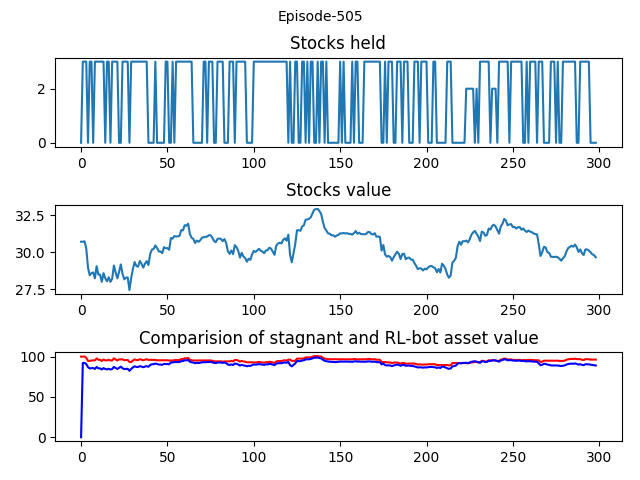 Episode-505
Stocks held
2
0
0 50 100 150 200 250 300
Stocks value
32.5
30.0
27.5
0 50 100 150 200 250 300
Comparision of stagnant and RL-bot asset value
100
50
0
0 50 100 150 200 250 300